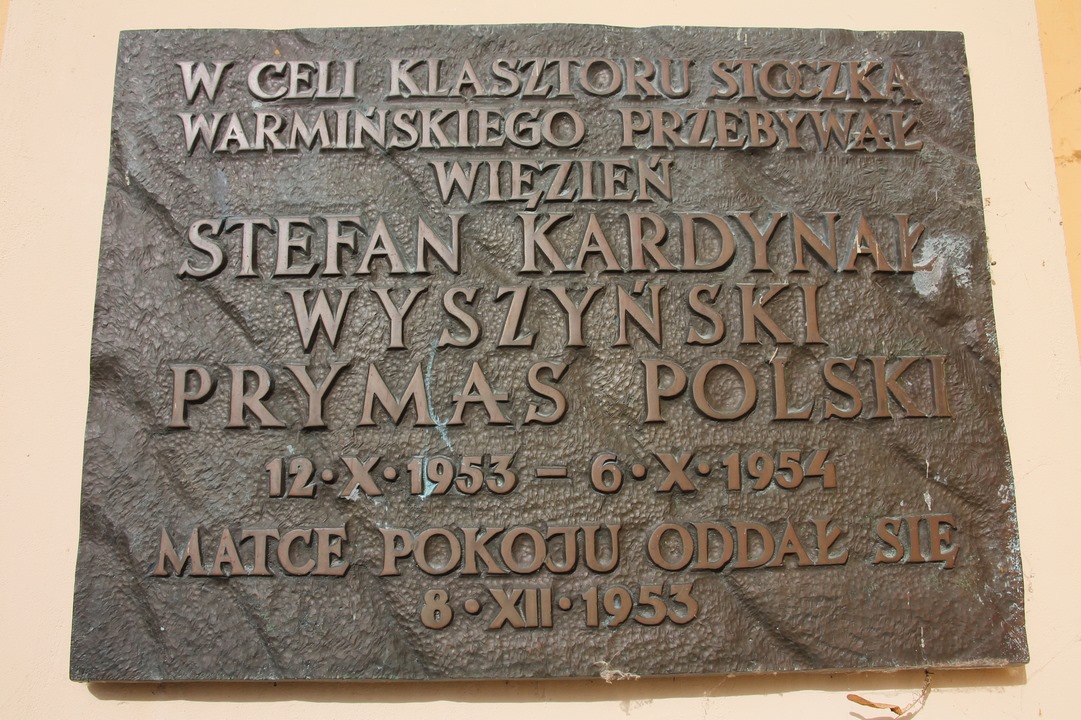 W CELI KLASZTORU STOCZKA
WARMIŃSKIEGO PRZEBYWAŁ
WIĘZIEŃ
STEFAN KARDYNAŁ
WYSZYŃSKI
PRYMAS POLSKI
12·X·1953 – 6·X·1954
MATCE POKOJU ODDAŁ SIĘ
8·XII·1953